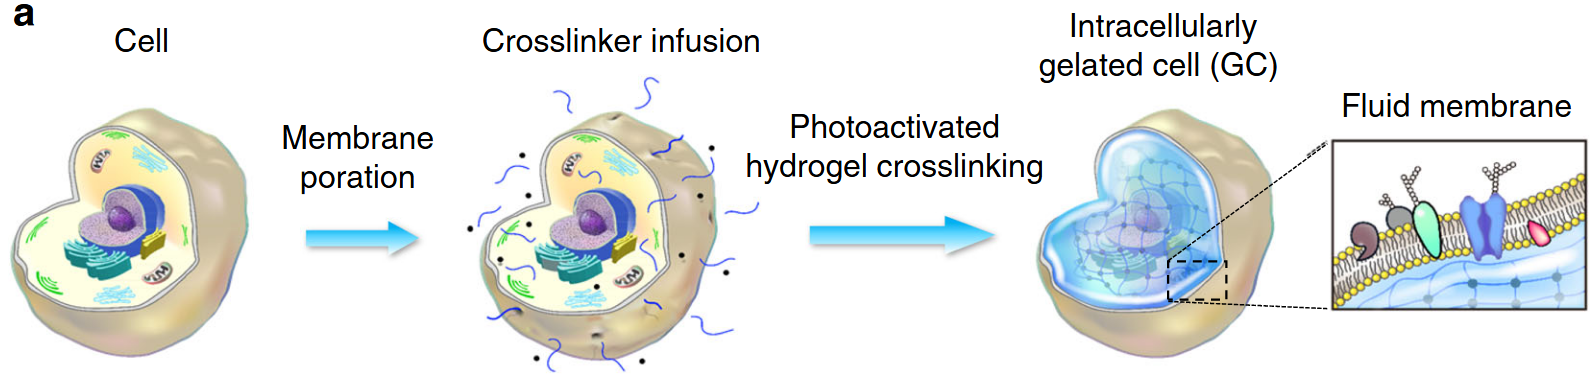 a
Cell
Membrane
poration
Crosslinker infusion
Photoactivated
hydrogel crosslinking
Intracellularly
gelated cell (GC)
Fluid membrane